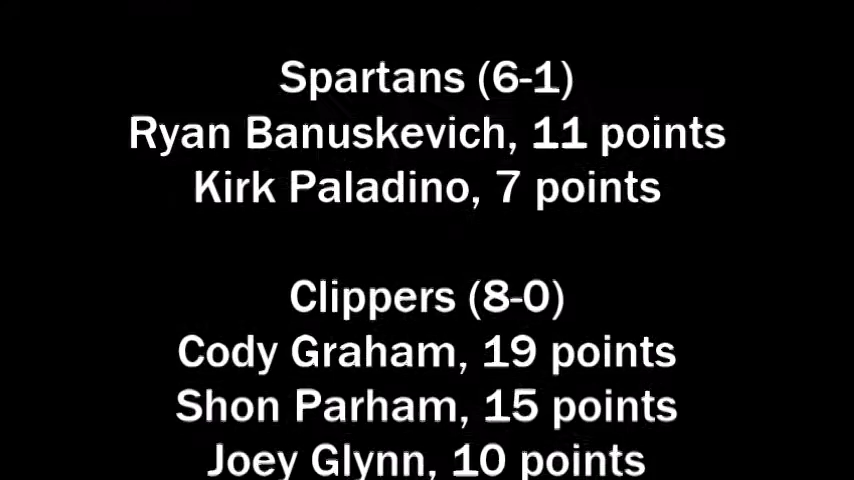 Spartans (6-1)
Ryan Banuskevich, 11 points
Kirk Paladino, 7 points
Clippers (8-0)
Cody Graham, 19 points
Shon Parham, 15 points
Joey Glynn, 10 points